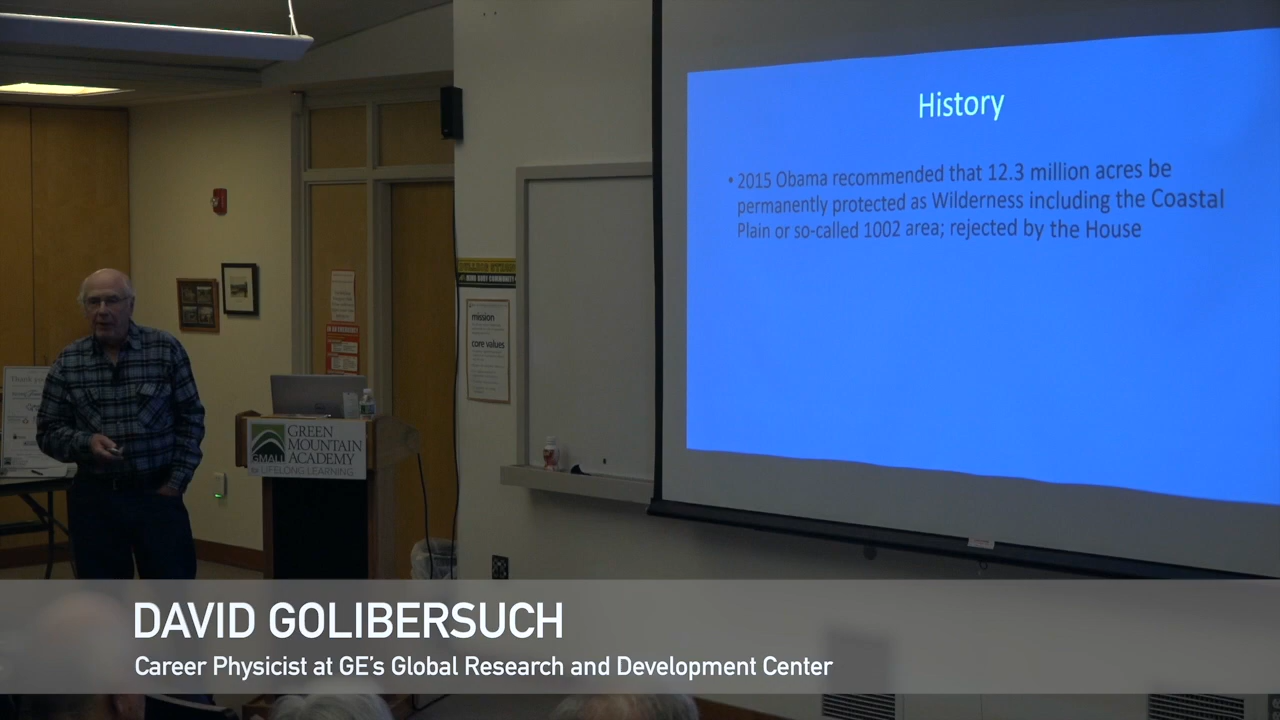 History
• 2015 Obama recommended that 12.3 million acres be
permanently protected as Wilderness including the Coastal
Plain or so-called 1002 area; rejected by the House
mission
core values
Thank you
GREEN
MOUNTAIN
ACADEMY
GMALL
for LIFELONG LEARNING
DAVID GOLIBERSUCH
Career Physicist at GE's Global Research and Development Center